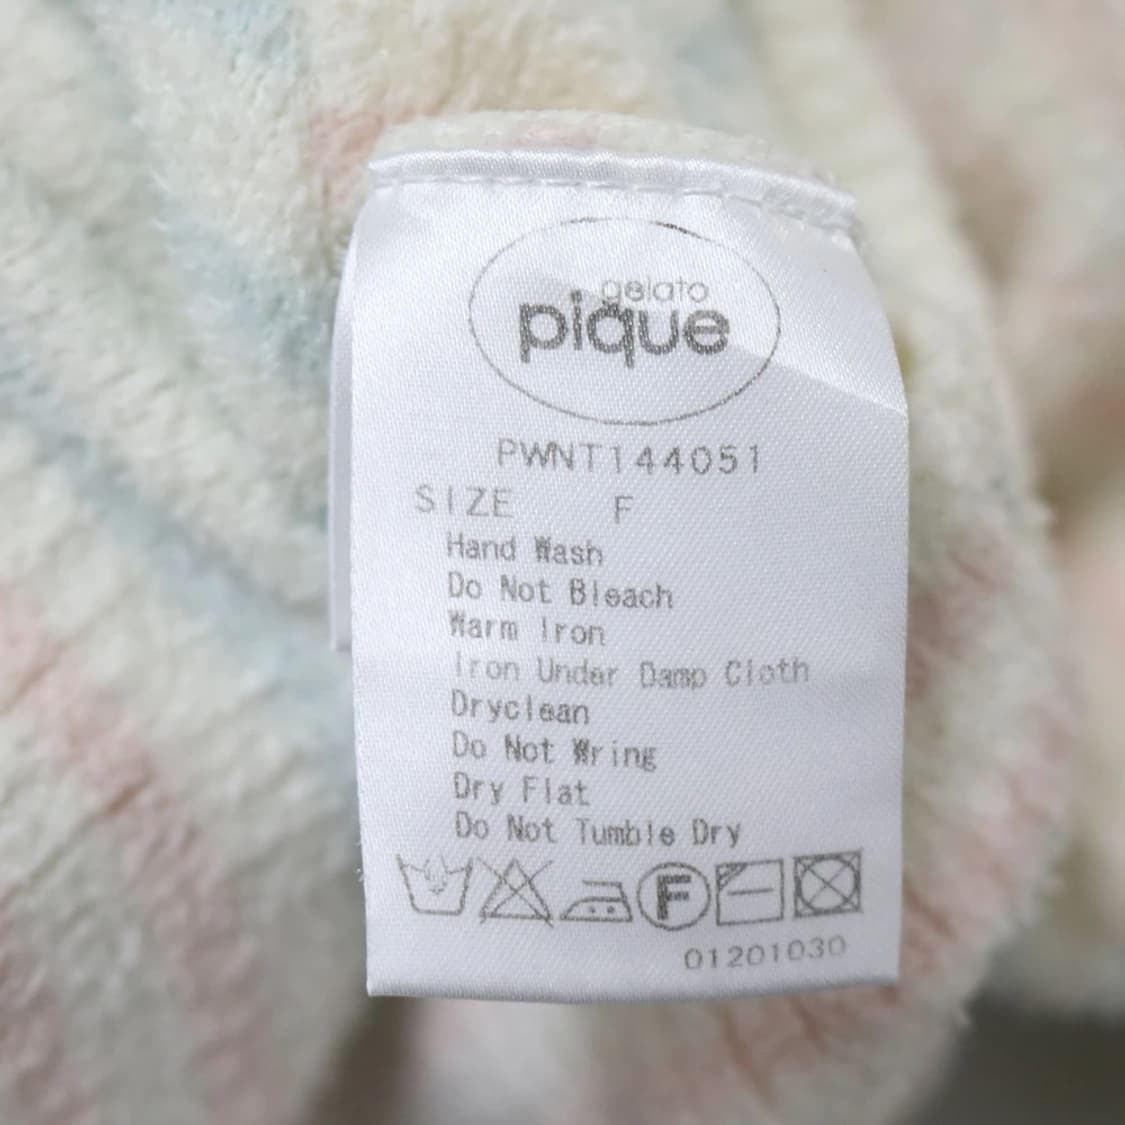 gelato
pique
PWNT144051
SIZE F
Hand Wash
Do Not Bleach
Warm Iron
Iron Under Damp Cloth
Dryclean
Do Not Wring
Dry Flat
Do Not Tumble Dry
F
01201030